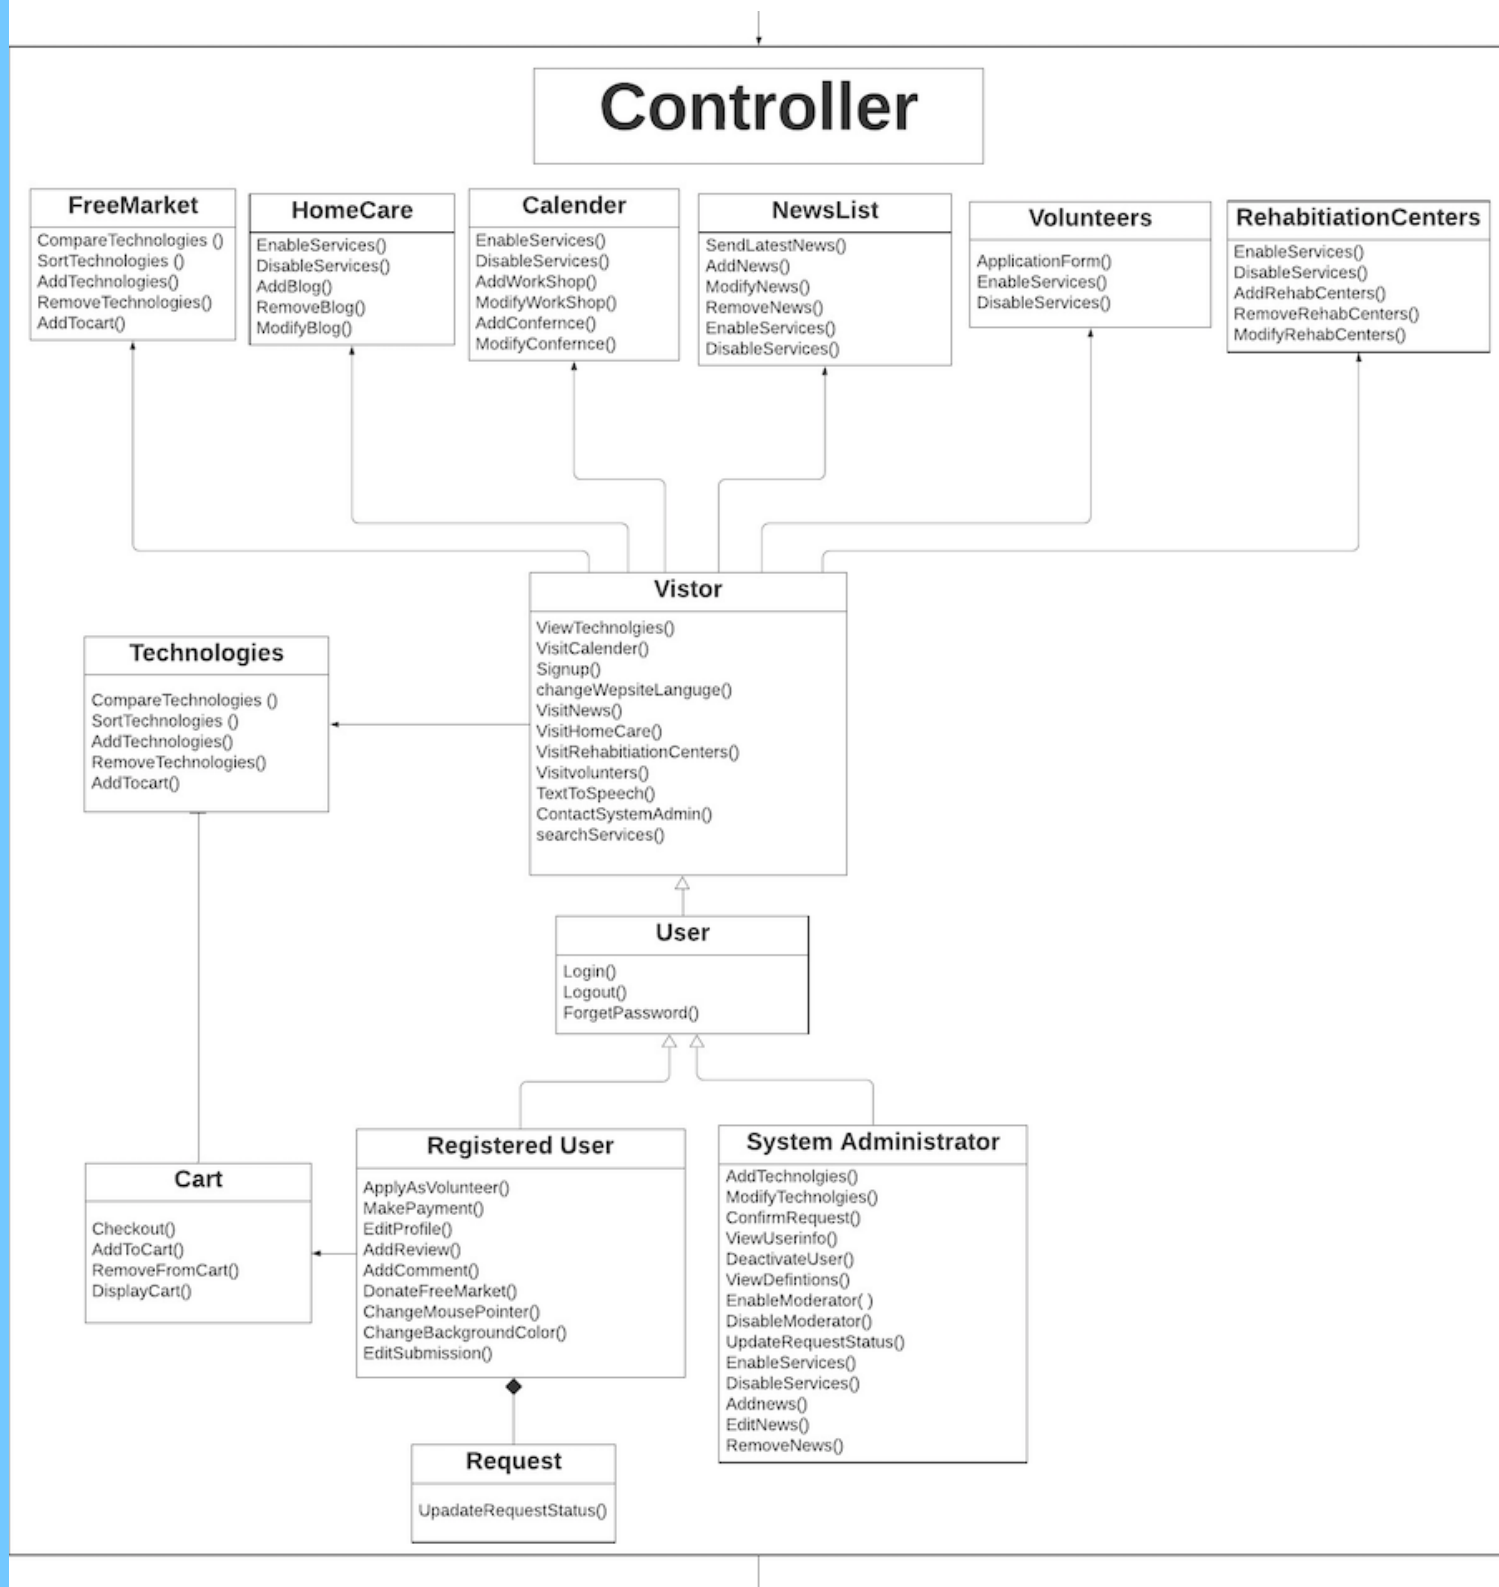 Controller
FreeMarket
CompareTechnologies ()
SortTechnologies ()
AddTechnologies()
RemoveTechnologies()
AddTocart()
HomeCare
EnableServices()
DisableServices()
AddBlog()
RemoveBlog()
ModifyBlog()
Calender
EnableServices()
DisableServices()
AddWorkShop()
ModifyWorkShop()
AddConfernce()
ModifyConfernce()
NewsList
SendLatestNews()
AddNews()
ModifyNews()
RemoveNews()
EnableServices()
DisableServices()
Volunteers
ApplicationForm()
EnableServices()
DisableServices()
RehabitiationCenters
EnableServices()
DisableServices()
AddRehabCenters()
RemoveRehabCenters()
ModifyRehabCenters()
Vistor
ViewTechnolgies()
VisitCalender()
Signup()
changeWepsiteLanguge()
VisitNews()
VisitHomeCare()
VisitRehabitiationCenters()
Visitvolunters()
TextToSpeech()
ContactSystemAdmin()
searchServices()
Technologies
CompareTechnologies ()
SortTechnologies ()
AddTechnologies()
RemoveTechnologies()
AddTocart()
User
Login()
Logout()
ForgetPassword()
Cart
Checkout()
AddToCart()
RemoveFromCart()
DisplayCart()
Registered User
ApplyAsVolunteer()
MakePayment()
EditProfile()
AddReview()
AddComment()
DonateFreeMarket()
ChangeMousePointer()
ChangeBackgroundColor()
EditSubmission()
System Administrator
AddTechnolgies()
ModifyTechnolgies()
ConfirmRequest()
ViewUserinfo()
DeactivateUser()
ViewDefintions()
EnableModerator( )
DisableModerator()
UpdateRequestStatus()
EnableServices()
DisableServices()
Addnews()
EditNews()
RemoveNews()
Request
UpadateRequestStatus()